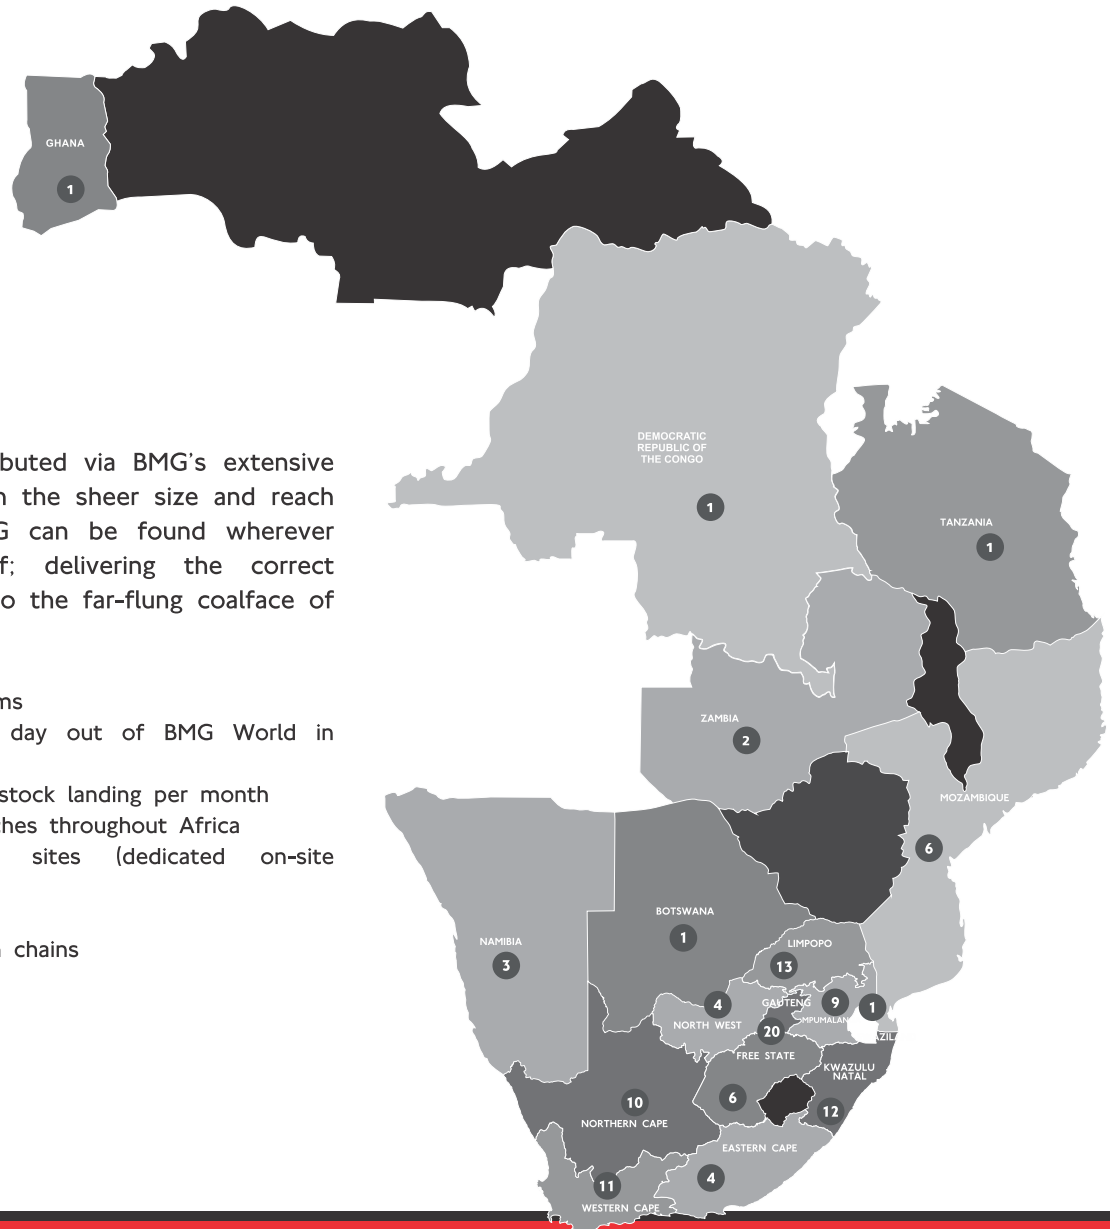 GHANA
1
buted via BMG's extensive
the sheer size and reach
can be found wherever
delivering the correct
o the far-flung coalface of
ms
day out of BMG World in
stock landing per month
hes throughout Africa
sites (dedicated on-site
chains
DEMOCRATIC
REPUBLIC OF
THE CONGO
1
TANZANIA
1
ZAMBIA
2
MOZAMBIQUE
6
BOTSWANA
1
NAMIBIA
3
LIMPOPO
13
4
NORTH WEST
GAUTENG
20
9
MPUMALAN
1
AZIL
FREE STATE
6
KWAZULU
NATAL
12
10
NORTHERN CAPE
EASTERN CAPE
4
11
WESTERN CAPE